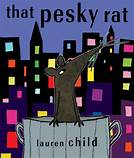 that pesky rat
lauren child